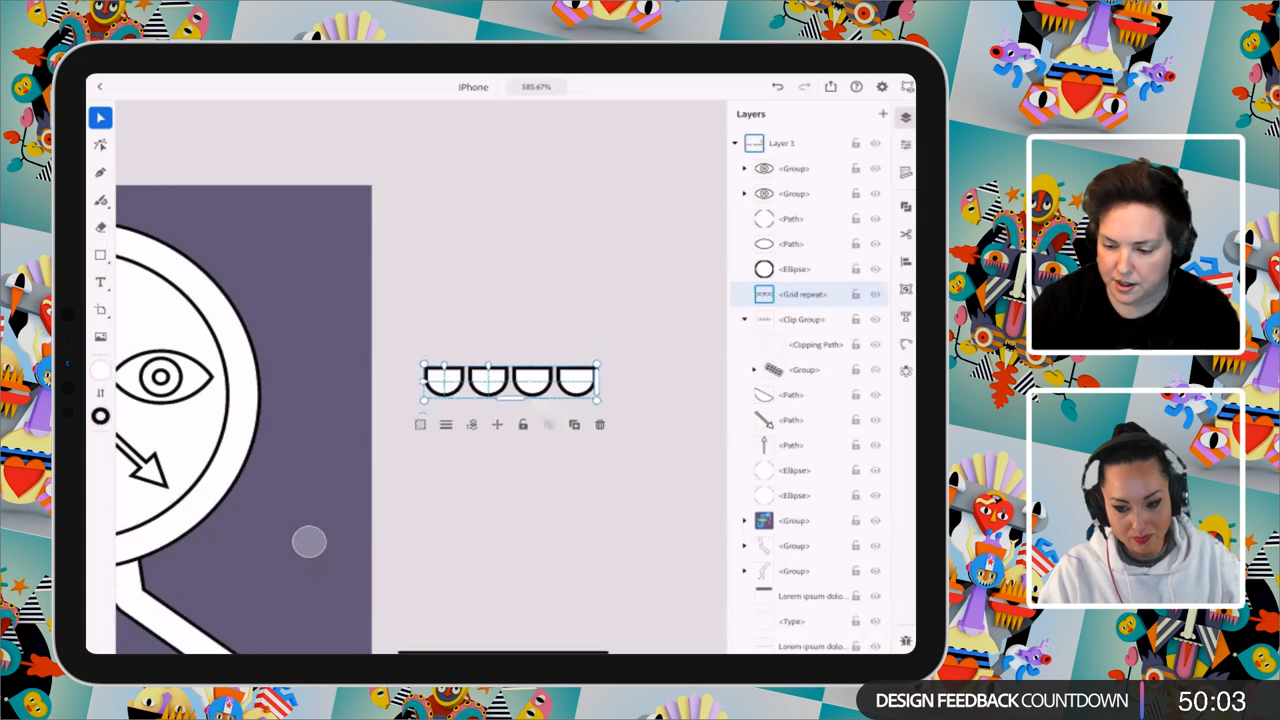 iPhone
585.67%
Layers
Layer 3
<Group>
<Group>
<Path>
<Path>
<Ellipse>
<Grid repeat>
<Clip Group>
<Clipping Path>
<Group>
<Path>
<Path>
<Path>
<Ellipse>
<Ellipse>
<Group>
<Group>
<Group>
Lorem ipsum dolo...
<Type>
Lorem ipsum dolo...
DESIGN FEEDBACK COUNTDOWN
50:03